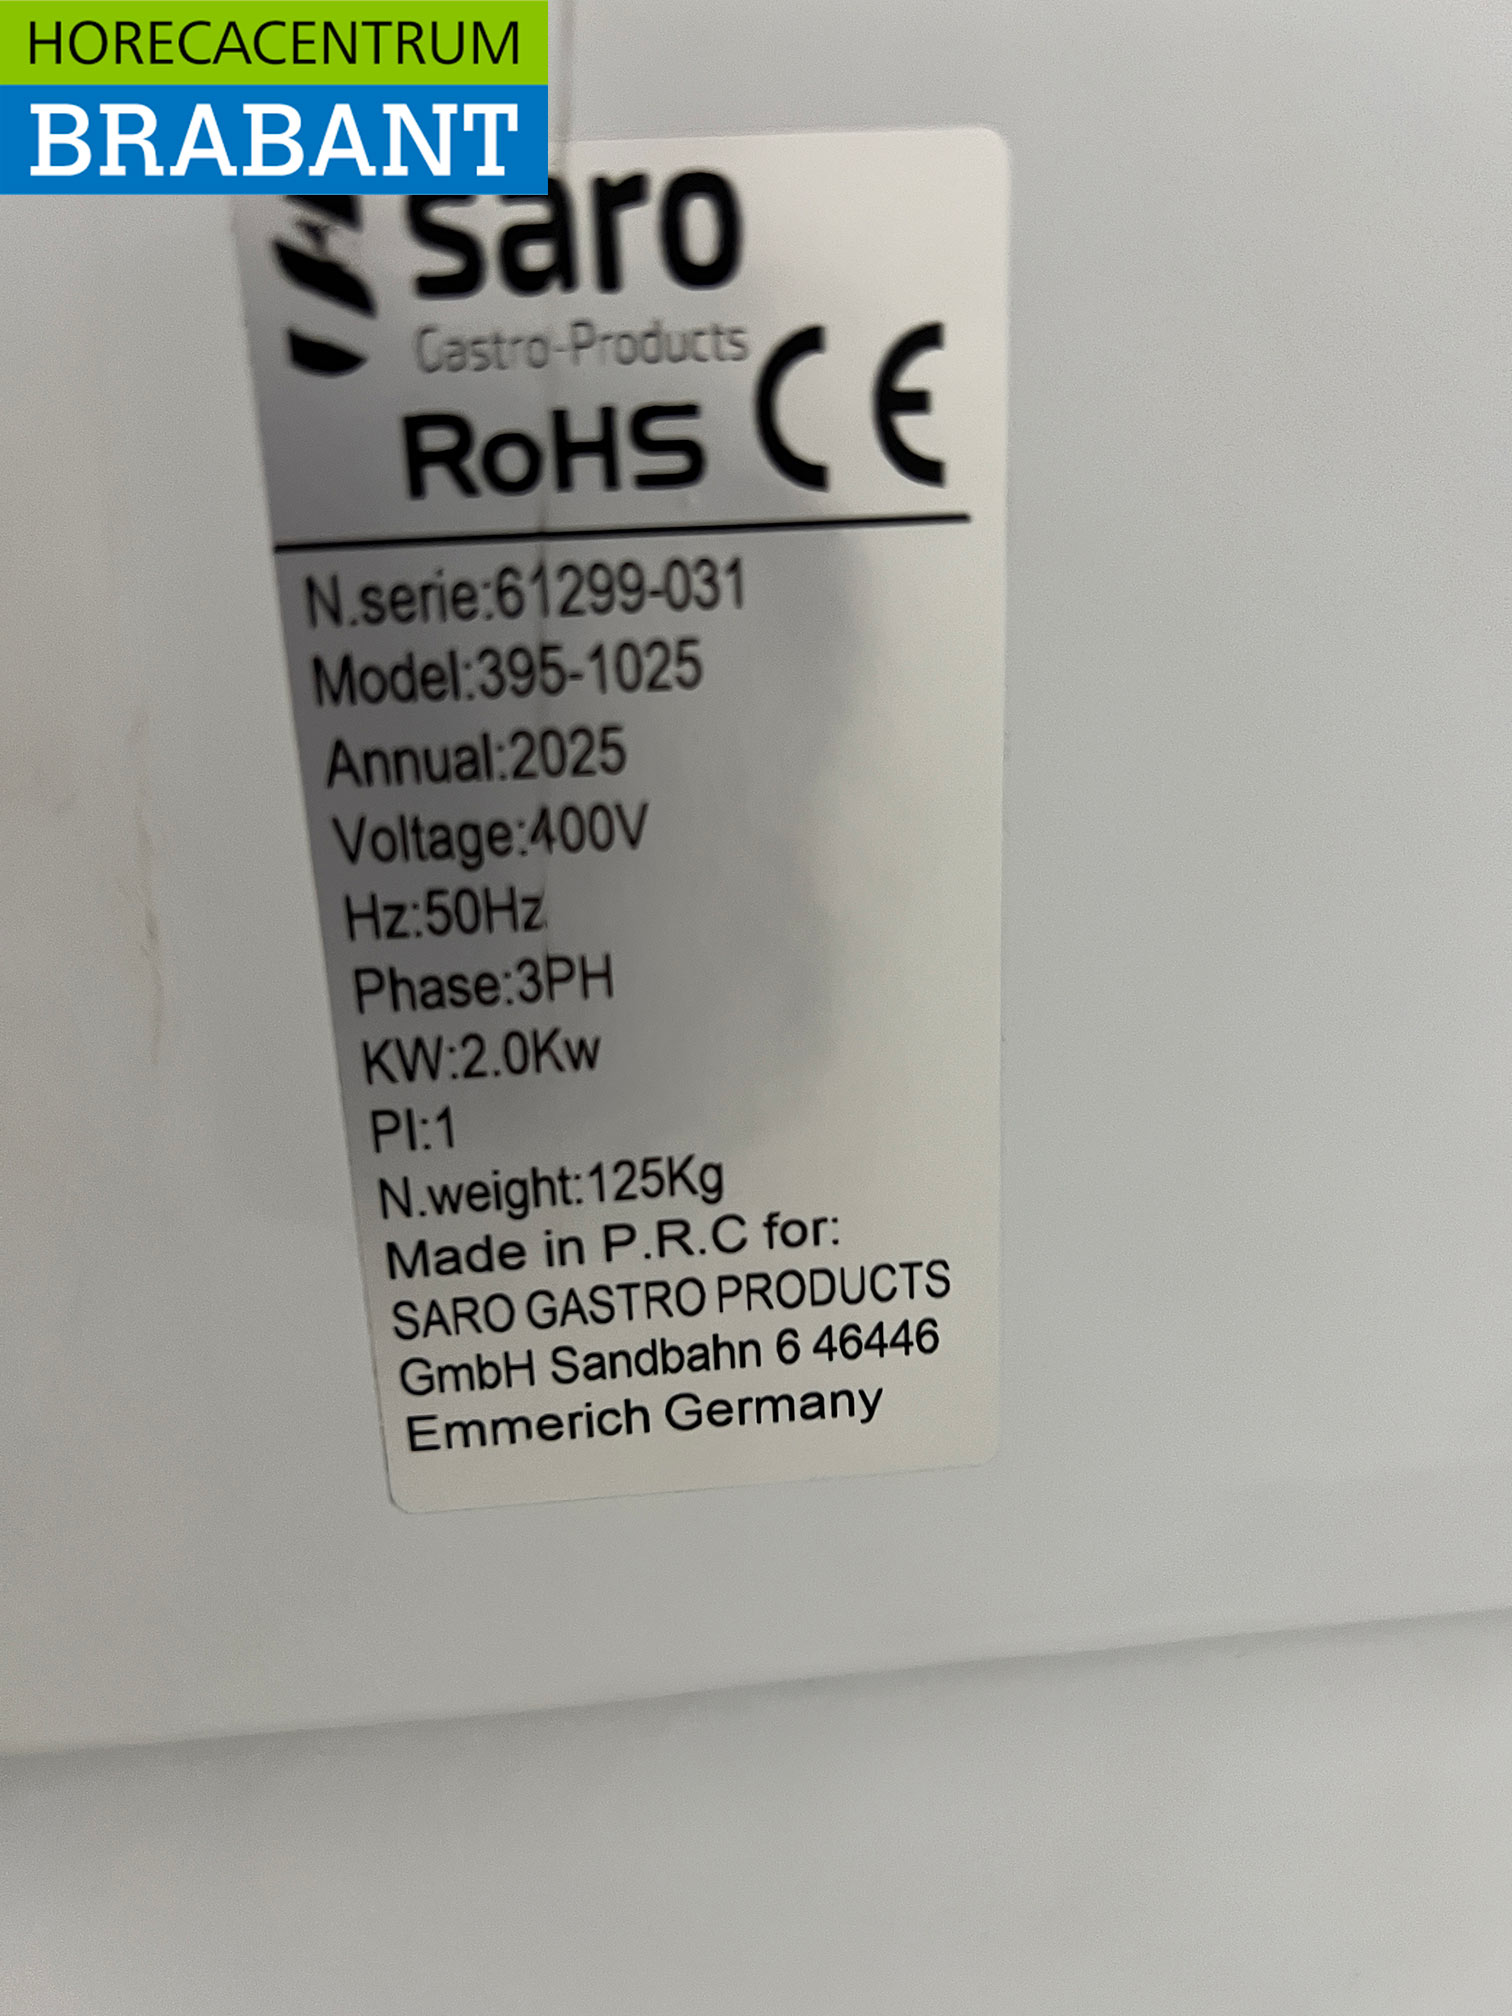 HORECACENTRUM
BRABANT
saro
Gastro-Products
RoHS CE
N.serie:61299-031
Model:395-1025
Annual:2025
Voltage:400V
Hz:50Hz
Phase:3PH
KW:2.0Kw
PI:1
N.weight:125Kg
Made in P.R.C for:
SARO GASTRO PRODUCTS
GmbH Sandbahn 6 46446
Emmerich Germany